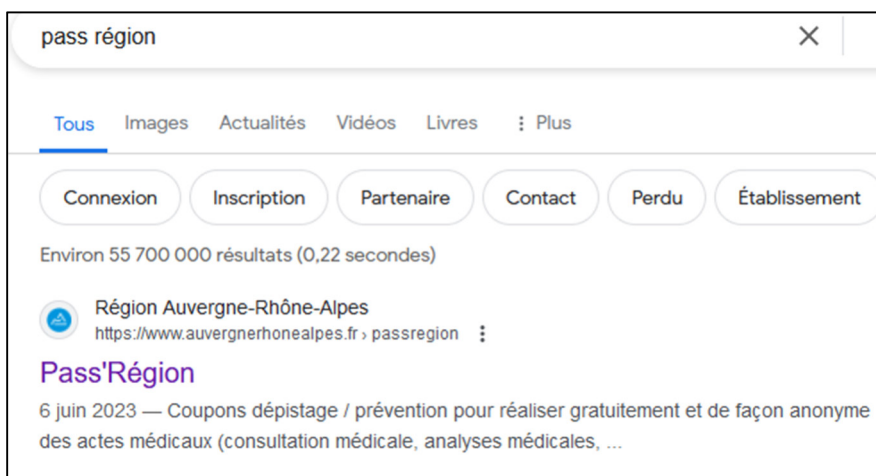 pass région
Tous Images Actualités Vidéos Livres Plus
Connexion Inscription Partenaire Contact Perdu Établissement
Environ 55 700 000 résultats (0,22 secondes)
Région Auvergne-Rhône-Alpes
https://www.auvergnerhonealpes.fr › passregion
Pass'Région
6 juin 2023 — Coupons dépistage / prévention pour réaliser gratuitement et de façon anonyme
des actes médicaux (consultation médicale, analyses médicales, ...